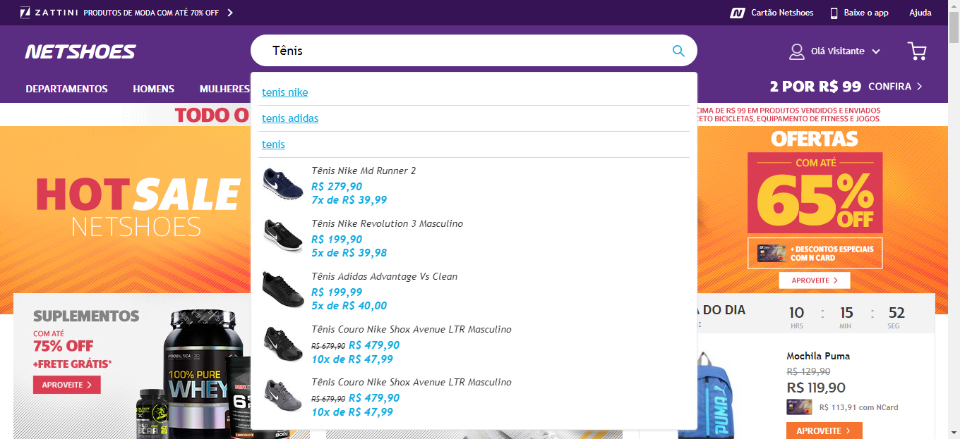 ZATTINI PRODUTOS DE MODA COM ATÉ 70% OFF
Cartão Netshoes
Baixe o app
Ajuda
NETSHOES
Tênis
Olá Visitante
DEPARTAMENTOS
HOMENS
MULHERES
2 POR R$ 99 CONFIRA
tenis nike
tenis adidas
tenis
Tênis Nike Md Runner 2
R$ 279,90
7x de R$ 39,99
Tênis Nike Revolution 3 Masculino
R$ 199,90
5x de R$ 39,98
Tênis Adidas Advantage Vs Clean
R$ 199,99
5x de R$ 40,00
Tênis Couro Nike Shox Avenue LTR Masculino
R$ 679,90 R$ 479,90
10x de R$ 47,99
Tênis Couro Nike Shox Avenue LTR Masculino
R$ 679,90 R$ 479,90
10x de R$ 47,99
TODO O
CIMA DE R$ 99 EM PRODUTOS VENDIDOS E ENVIADOS
CETO BICICLETAS, EQUIPAMENTO DE FITNESS E JOGOS.
HOT SALE
NETSHOES
OFERTAS
COM ATÉ
65% OFF
+ DESCONTOS ESPECIAIS
COM N CARD
APROVEITE
SUPLEMENTOS
COM ATÉ
75% OFF
+FRETE GRÁTIS*
APROVEITE
100% PURE
WHEY
DO DIA
10 : 15 : 52
HRS MIN SEG
PUMA
Mochila Puma
R$ 129,90
R$ 119,90
R$ 113,91 com NCard
APROVEITE